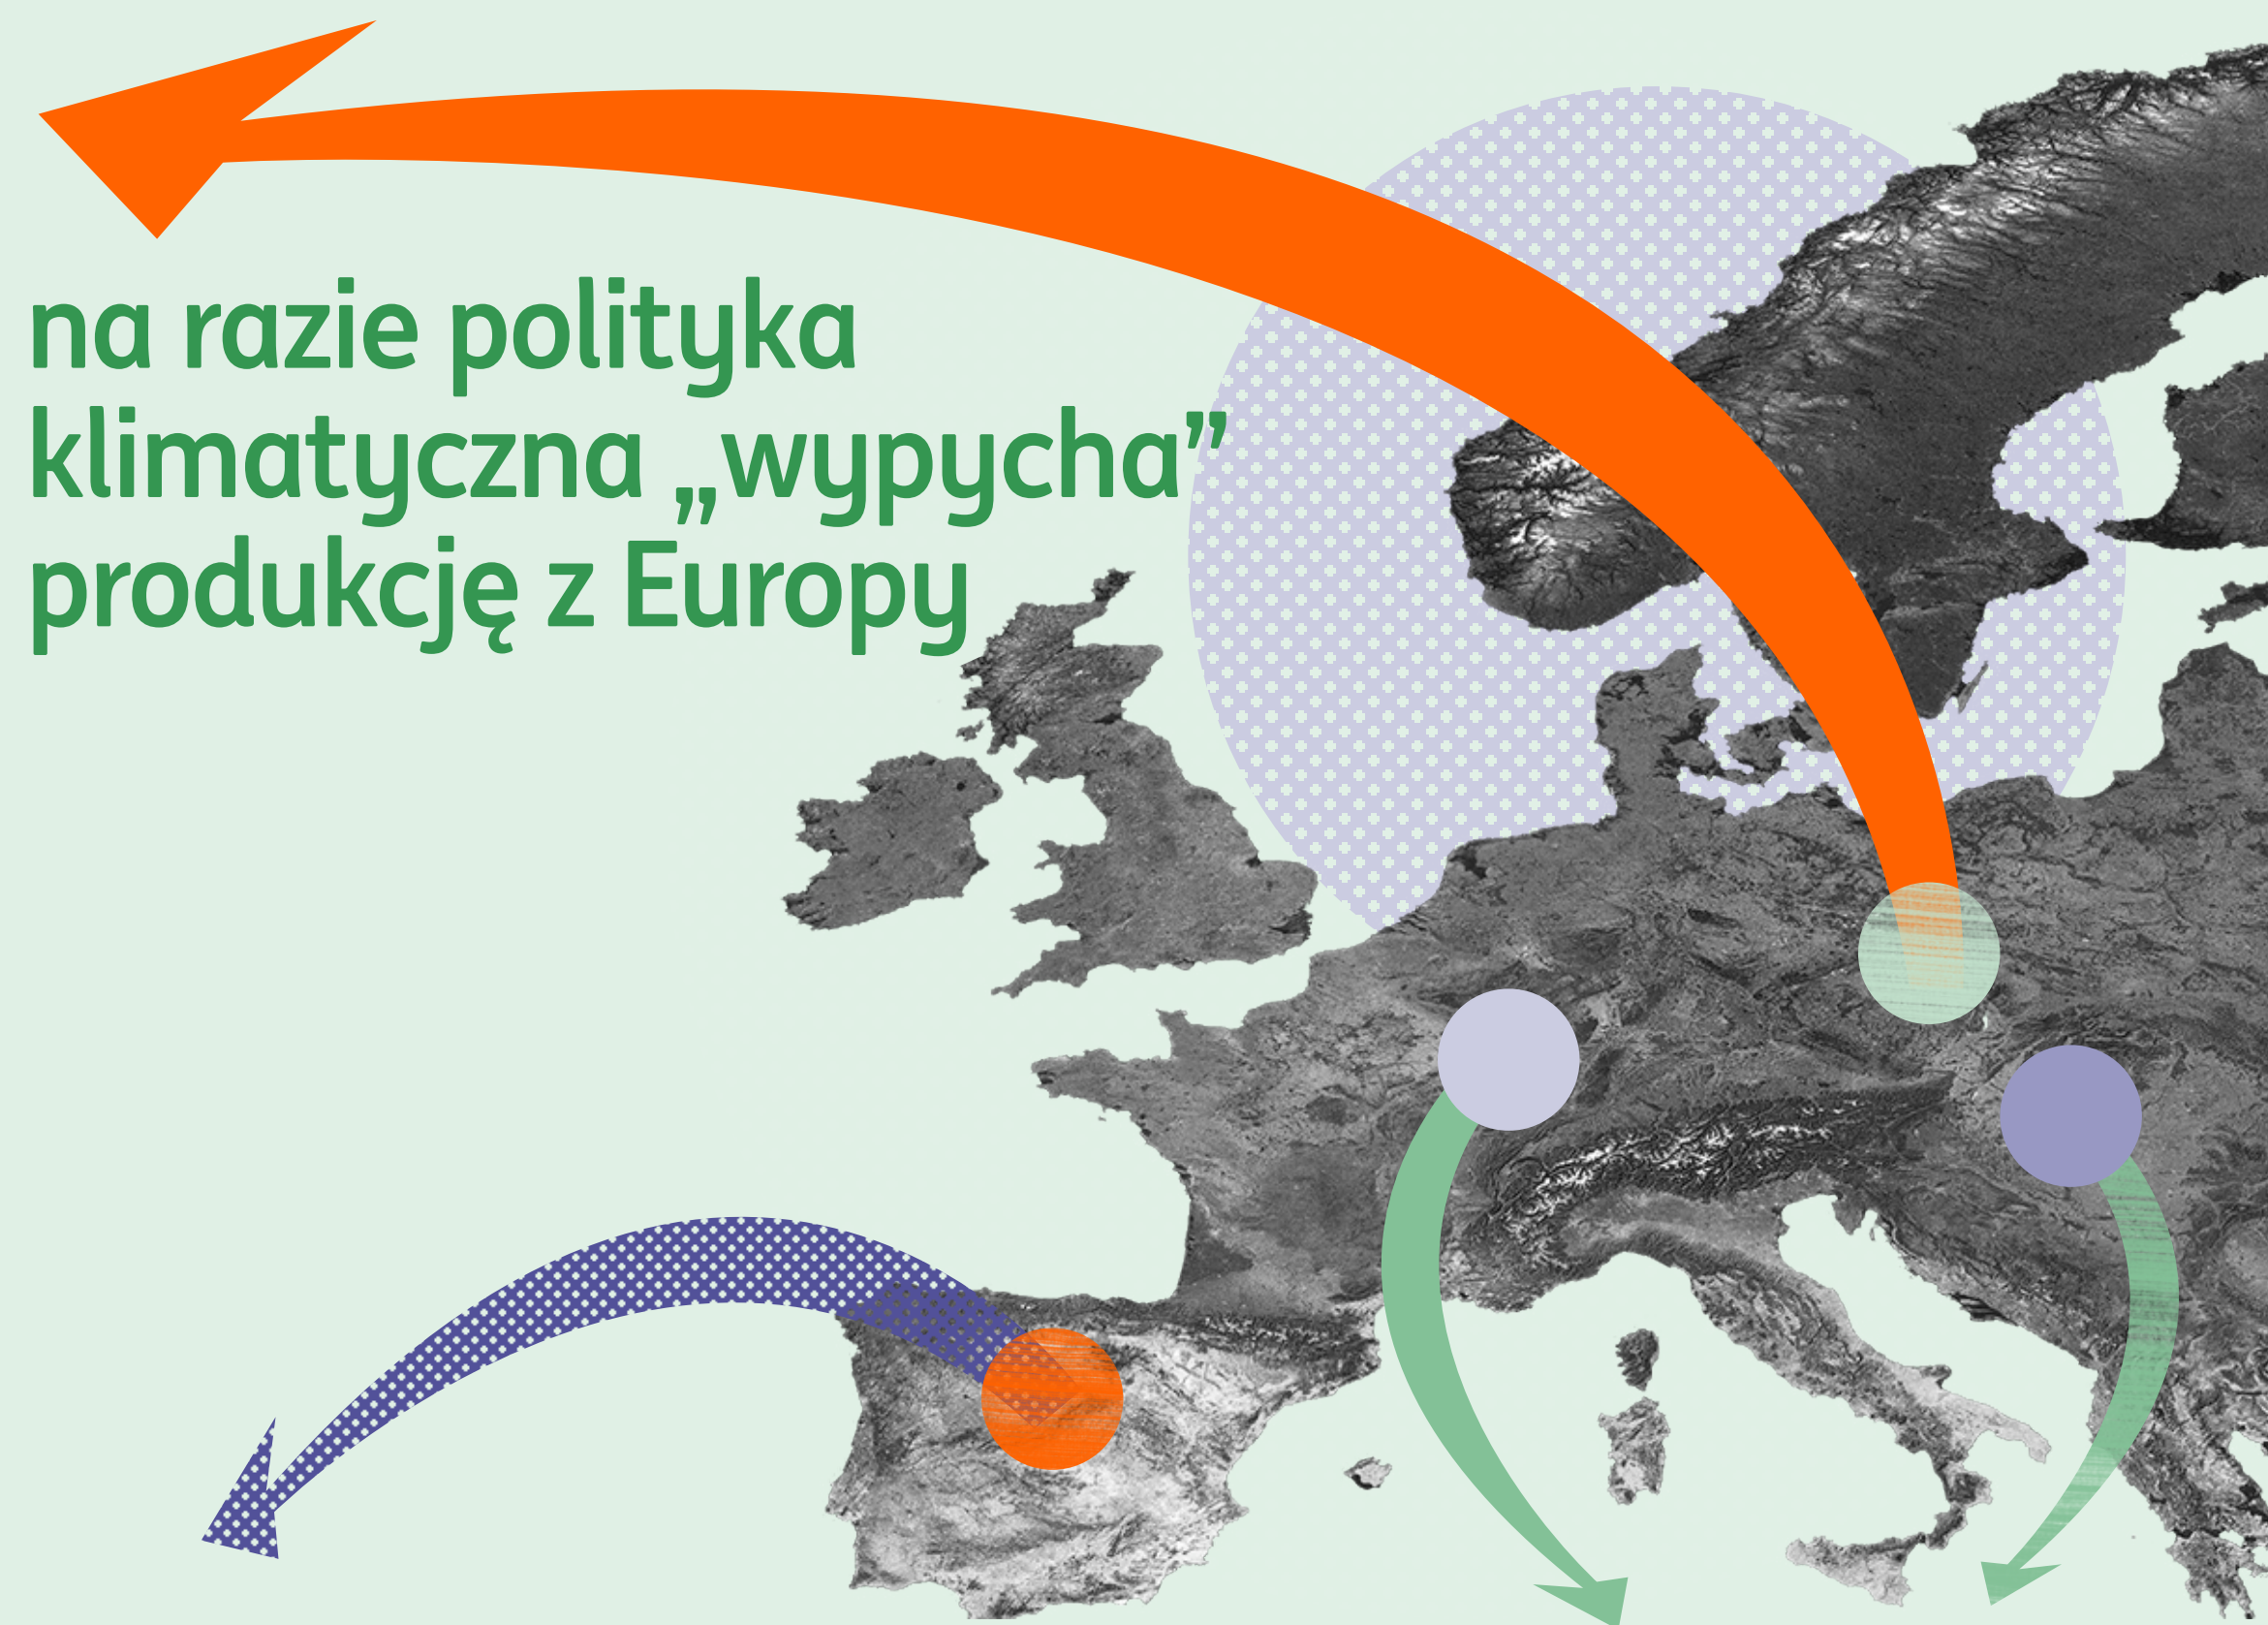 na razie polityka
klimatyczna „wypycha”
produkcję z Europy